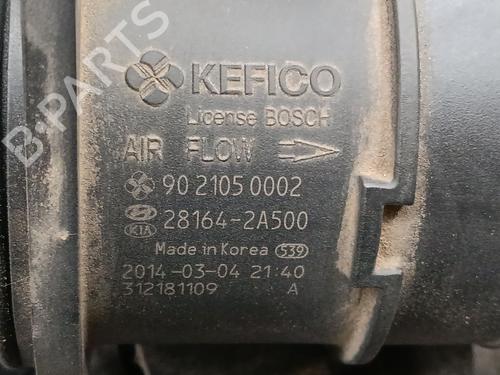 KEFICO
License BOSCH
AIR FLOW
90 2105 0002
KIA 28164-2A500
Made in Korea 539
2014-03-04 21:40
312181109 A
B-PARTS